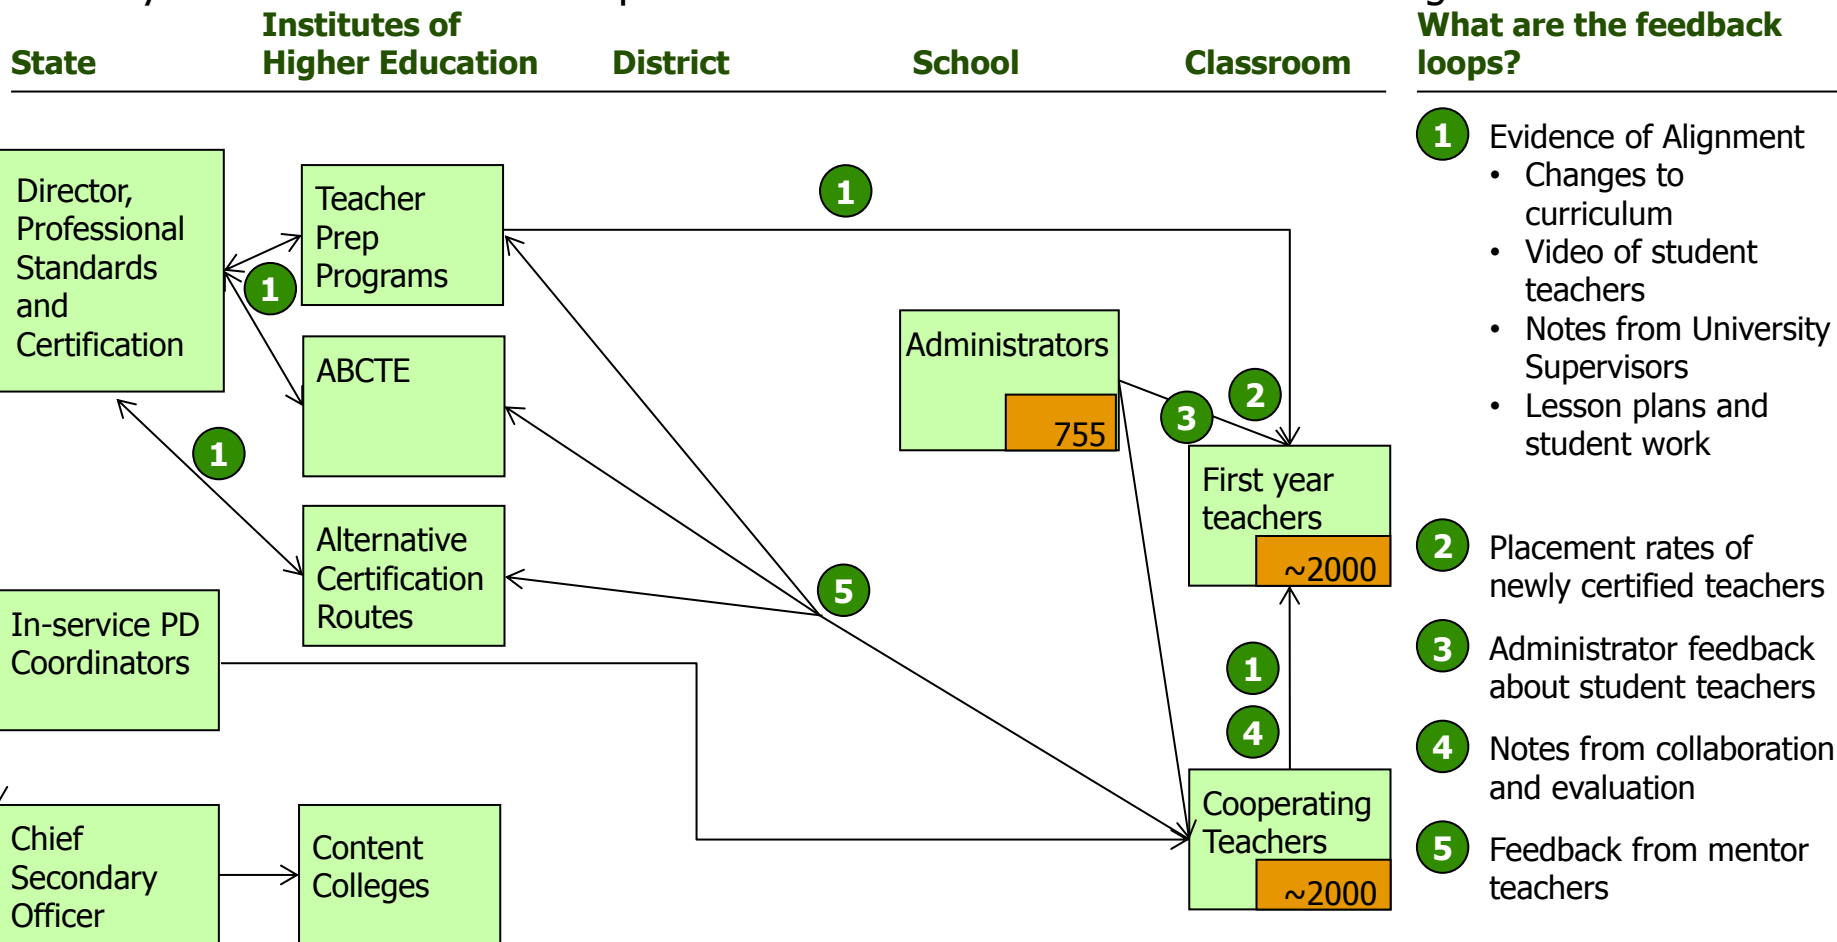 Institutes of
State
Higher Education
District
School
Classroom
What are the feedback
loops?
Director,
Professional
Standards
and
Certification
Teacher
Prep
Programs
ABCTE
Alternative
Certification
Routes
In-service PD
Coordinators
Chief
Secondary
Officer
Content
Colleges
Administrators
755
First year
teachers
~2000
Cooperating
Teachers
~2000
1
1
1
2
3
5
1
4
1 Evidence of Alignment
• Changes to
curriculum
• Video of student
teachers
• Notes from University
Supervisors
• Lesson plans and
student work
2 Placement rates of
newly certified teachers
3 Administrator feedback
about student teachers
4 Notes from collaboration
and evaluation
5 Feedback from mentor
teachers